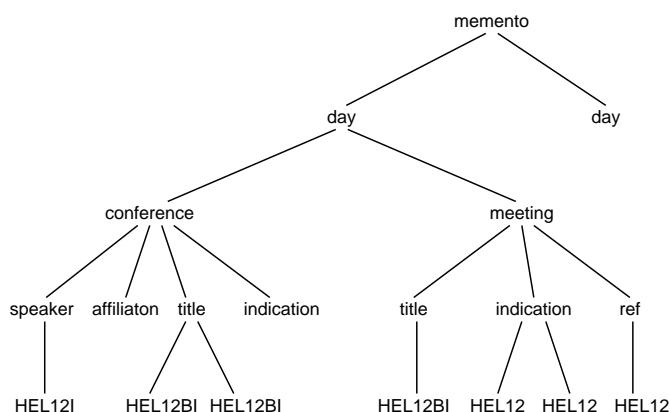 memento
day day
conference meeting
speaker affiliaton title indication title indication ref
HEL12I HEL12BI HEL12BI HEL12BI HEL12 HEL12 HEL12